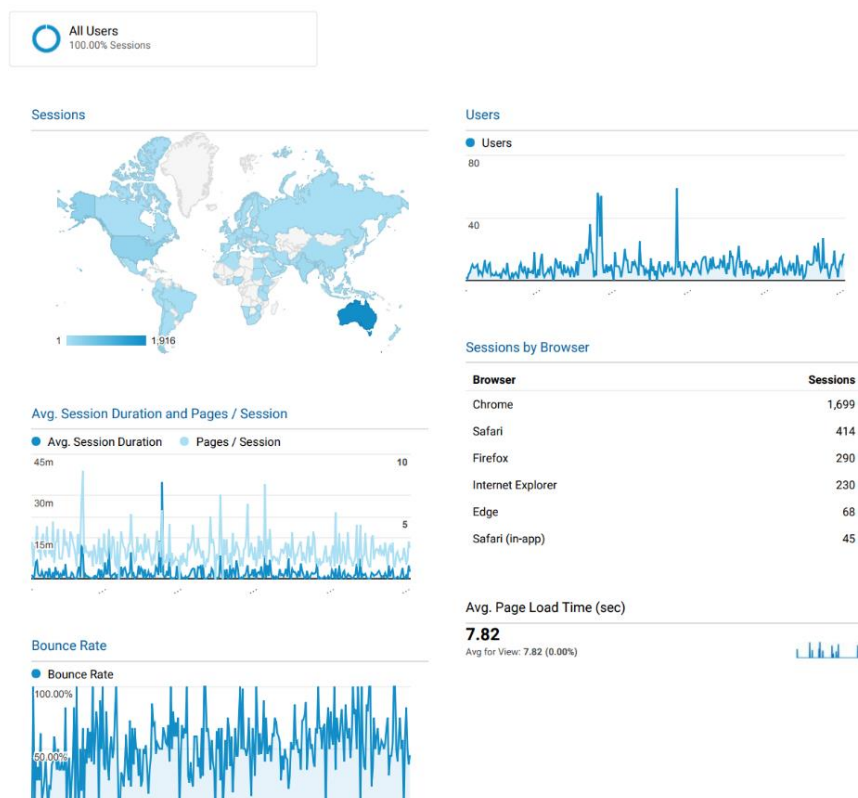 All Users
100.00% Sessions
Sessions
1 1,916
Avg. Session Duration and Pages / Session
Avg. Session Duration Pages / Session
45m 10
30m
5
15m
Bounce Rate
Bounce Rate
100.00%
50.00%
Users
Users
80
40
Sessions by Browser
Browser Sessions
Chrome 1,699
Safari 414
Firefox 290
Internet Explorer 230
Edge 68
Safari (in-app) 45
Avg. Page Load Time (sec)
7.82
Avg for View: 7.82 (0.00%)